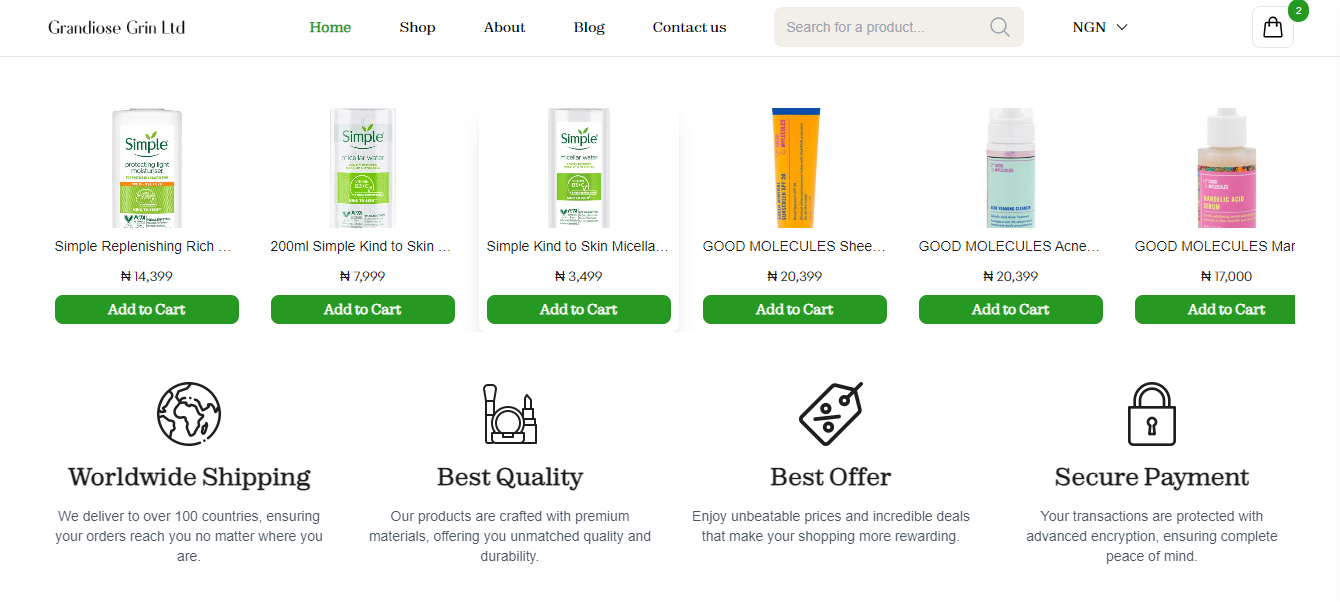 Grandiose Grin Ltd
Home
Shop
About
Blog
Contact us
Search for a product...
NGN
2
Simple
protecting light
moisturiser
Simple
micellar water
Simple
micellar water
GOOD
MOLECULES
GOOD
MOLECULES
ACNE FOAMING CLEANSER
GOOD
MOLECULES
MANDELIC ACID
SERUM
Simple Replenishing Rich ...
200ml Simple Kind to Skin ...
Simple Kind to Skin Micella...
GOOD MOLECULES Shee...
GOOD MOLECULES Acne...
GOOD MOLECULES Mar
₦ 14,399
₦ 7,999
₦ 3,499
₦ 20,399
₦ 20,399
₦ 17,000
Add to Cart
Add to Cart
Add to Cart
Add to Cart
Add to Cart
Add to Cart
Worldwide Shipping
We deliver to over 100 countries, ensuring
your orders reach you no matter where you
are.
Best Quality
Our products are crafted with premium
materials, offering you unmatched quality and
durability.
Best Offer
Enjoy unbeatable prices and incredible deals
that make your shopping more rewarding.
Secure Payment
Your transactions are protected with
advanced encryption, ensuring complete
peace of mind.